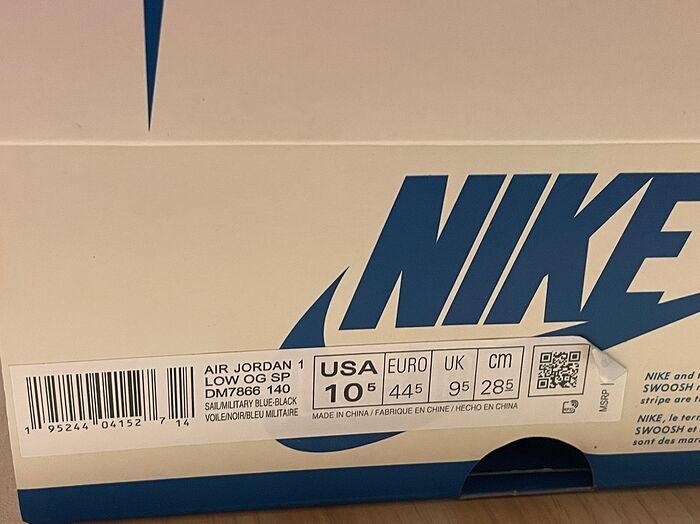 NIKE
AIR JORDAN 1
LOW OG SP
DM7866 140
SAIL/MILITARY BLUE-BLACK
VOILE/NOIR/BLEU MILITAIRE
1 95244 04152 7 14
USA EURO UK cm
10⁵ 44⁵ 9⁵ 28⁵
MADE IN CHINA / FABRIQUE EN CHINE / HECHO EN CHINA
MSRP
NIKE and
SWOOSH
stripe are
NIKE, le
SWOOSH et
sont des